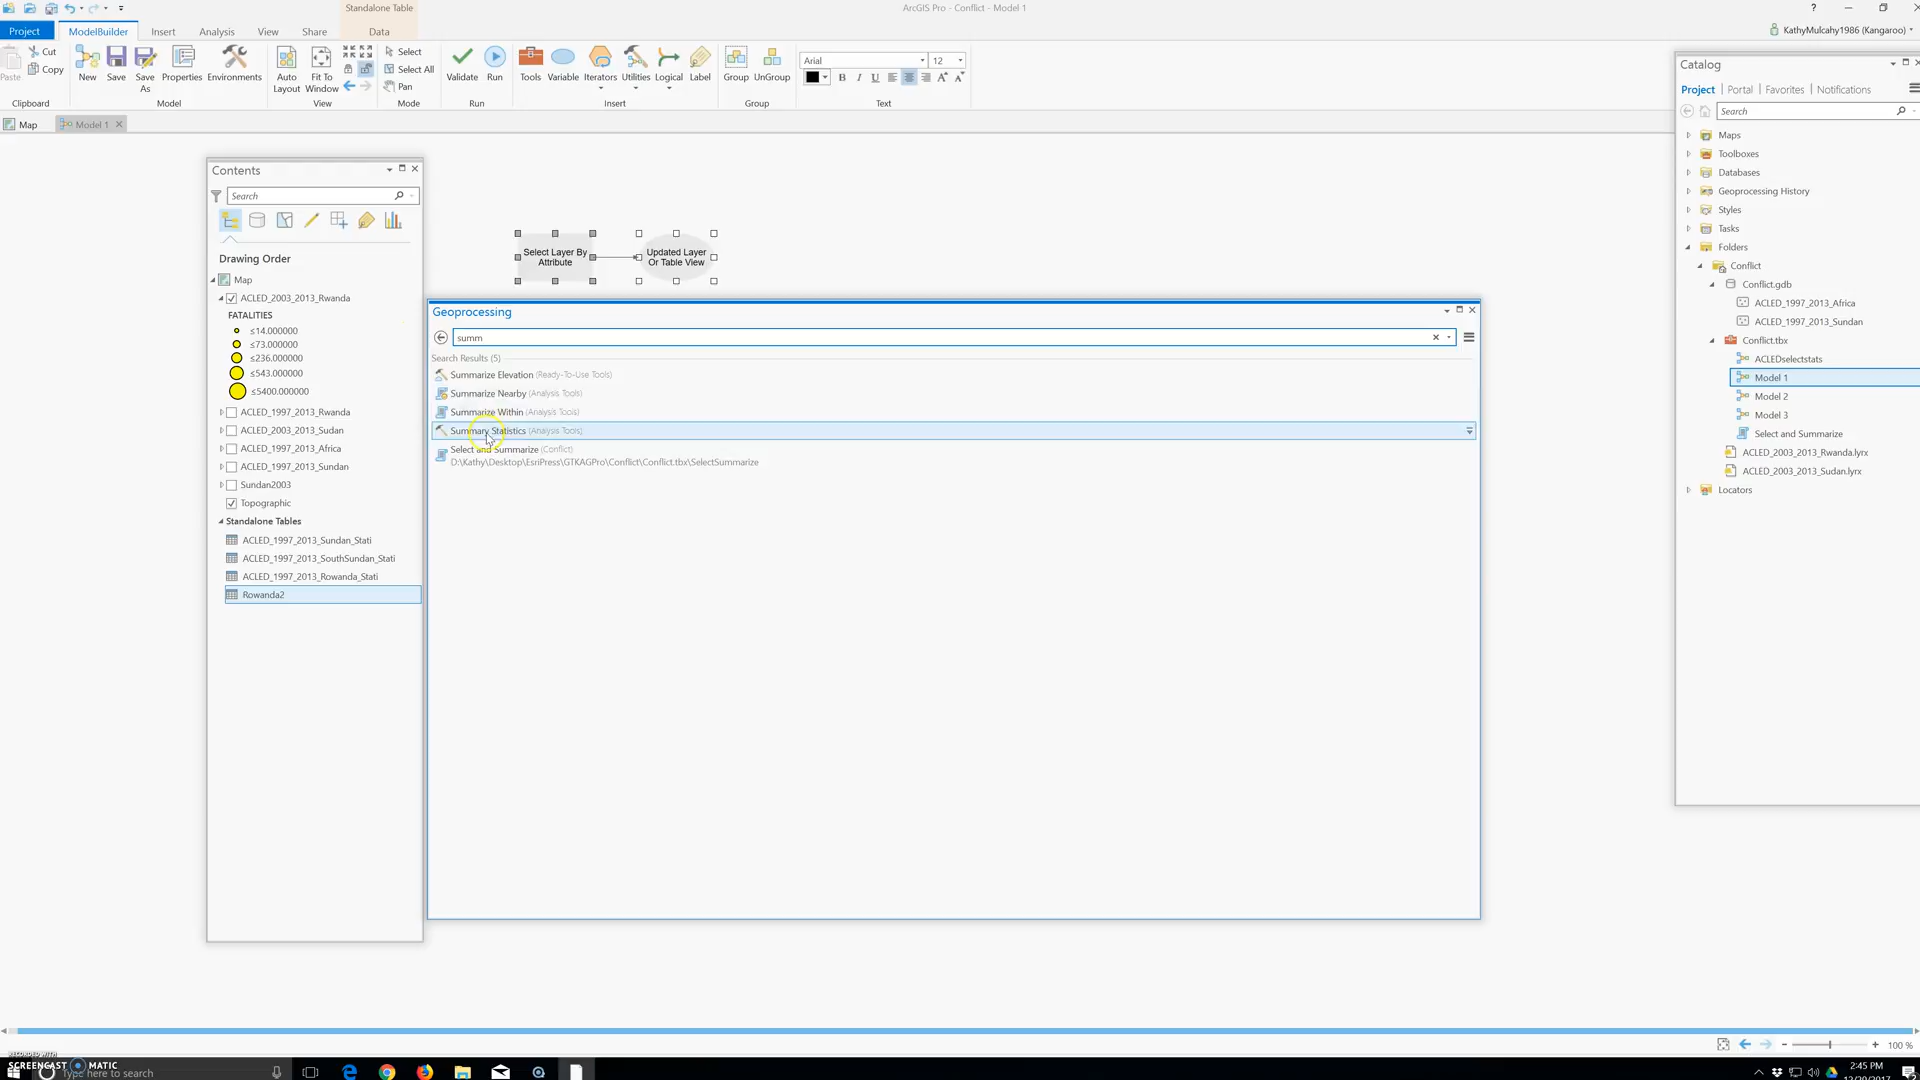 Standalone Table
ArcGIS Pro - Conflict - Model 1
Project
ModelBuilder
Insert
Analysis
View
Share
Data
KathyMulcahy1986 (Kangaroo)
Paste
Cut
Copy
New
Save
Save As
Properties
Environments
Auto Layout
Fit To Window
Select
Select All
Pan
Validate
Run
Tools
Variable
Iterators
Utilities
Logical
Label
Group
UnGroup
Arial
12
B
I
U
A
A
Clipboard
Model
View
Mode
Run
Insert
Group
Text
Map
Model 1
Contents
Search
Drawing Order
Map
ACLED_2003_2013_Rwanda
FATALITIES
≤14.000000
≤73.000000
≤236.000000
≤543.000000
≤5400.000000
ACLED_1997_2013_Rwanda
ACLED_2003_2013_Sudan
ACLED_1997_2013_Africa
ACLED_1997_2013_Sundan
Sundan2003
Topographic
Standalone Tables
ACLED_1997_2013_Sundan_Stati
ACLED_1997_2013_SouthSundan_Stati
ACLED_1997_2013_Rowanda_Stati
Rowanda2
Select Layer By
Attribute
Updated Layer
Or Table View
Geoprocessing
summ
Search Results (5)
Summarize Elevation (Ready-To-Use Tools)
Summarize Nearby (Analysis Tools)
Summarize Within (Analysis Tools)
Summary Statistics (Analysis Tools)
Select and Summarize (Conflict)
D:\Kathy\Desktop\EsriPress\GTKAGPro\Conflict\Conflict.tbx\SelectSummarize
Catalog
Project
Portal
Favorites
Notifications
Search
Maps
Toolboxes
Databases
Geoprocessing History
Styles
Tasks
Folders
Conflict
Conflict.gdb
ACLED_1997_2013_Africa
ACLED_1997_2013_Sundan
Conflict.tbx
ACLEDselectstats
Model 1
Model 2
Model 3
Select and Summarize
ACLED_2003_2013_Rwanda.lyrx
ACLED_2003_2013_Sudan.lyrx
Locators
100 %
RECORDED WITH
SCREENCAST MATIC
Type here to search
2:45 PM
12/20/2017